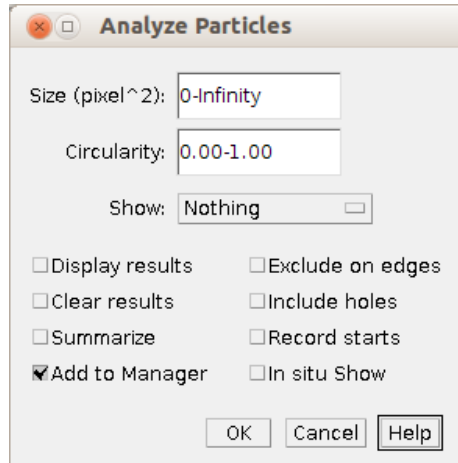 Analyze Particles
Size (pixel^2): 0-Infinity
Circularity: 0.00-1.00
Show: Nothing
Display results Exclude on edges
Clear results Include holes
Summarize Record starts
Add to Manager In situ Show
OK Cancel Help